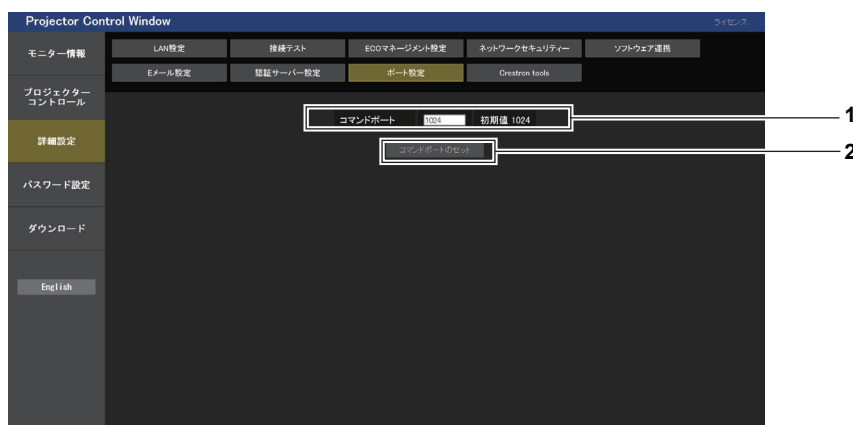 Projector Control Window
ライセンス
モニター情報
LAN設定
接続テスト
ECOマネージメント設定
ネットワークセキュリティー
ソフトウェア連携
Eメール設定
認証サーバー設定
ポート設定
Crestron tools
プロジェクター
コントロール
コマンドポート 1024 初期値 1024
1
詳細設定
コマンドポートのセット
2
パスワード設定
ダウンロード
English